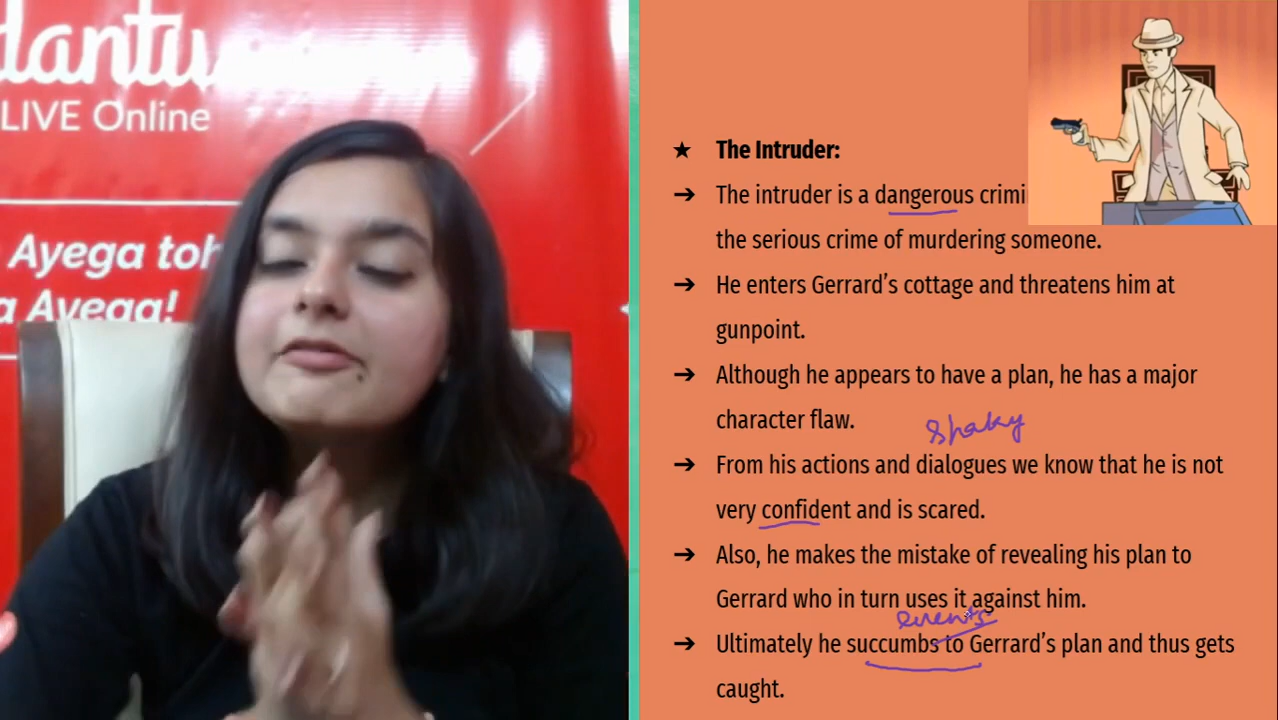 dantu
LIVE Online
Ayega toh
a Ayega!
★ The Intruder:
→ The intruder is a dangerous crimi
the serious crime of murdering someone.
→ He enters Gerrard’s cottage and threatens him at
gunpoint.
→ Although he appears to have a plan, he has a major
character flaw.
shaky
→ From his actions and dialogues we know that he is not
very confident and is scared.
→ Also, he makes the mistake of revealing his plan to
Gerrard who in turn uses it against him.
events
→ Ultimately he succumbs to Gerrard’s plan and thus gets
caught.